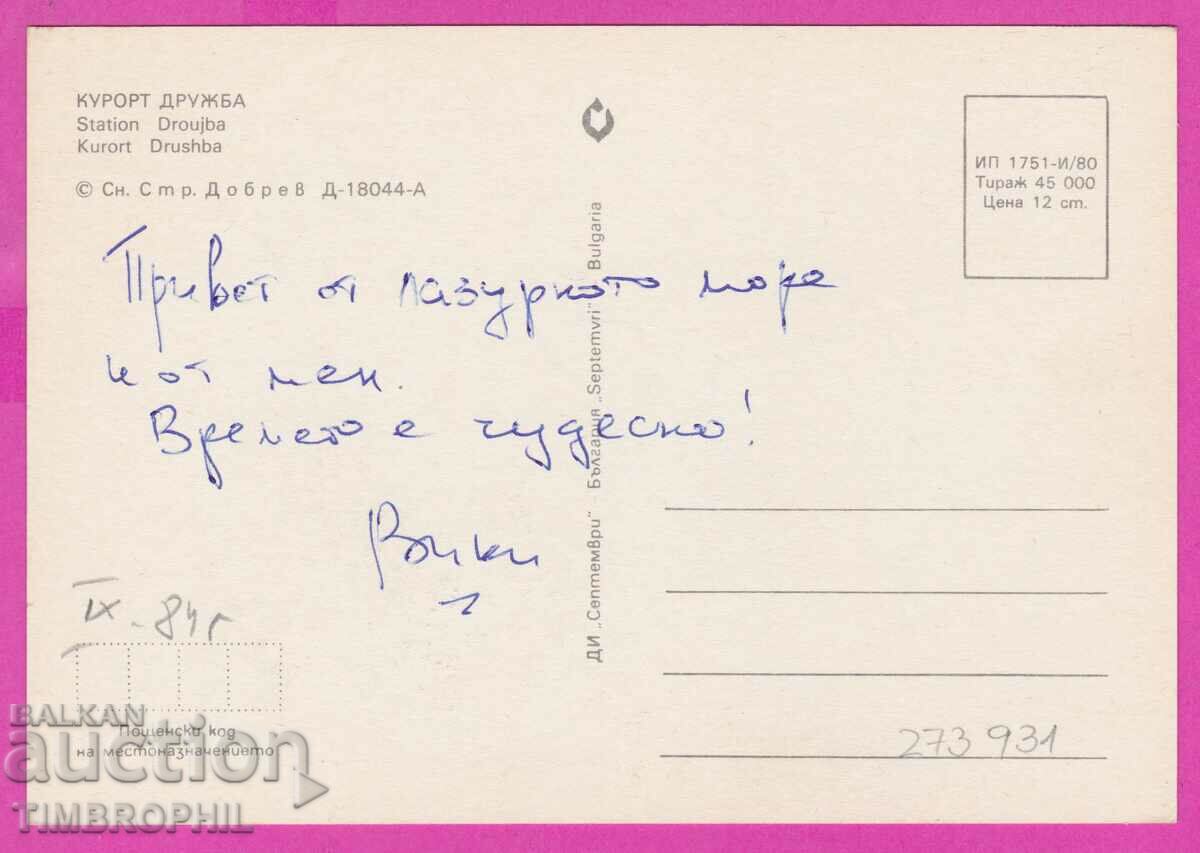 КУРОРТ ДРУЖБА
Station Droujba
Kurort Drushba
© Сн. Стр. Добрев Д-18044-А
ИП 1751-И/80
Тираж 45 000
Цена 12 ст.
Привет от лазурното море
и от мен.
Времето е чудесно!
Вики
IX - 84 г
Пощенски код
на местоназначението
ДИ „Септември" - България „Septemvri" Bulgaria
273 931
BALKAN
auction
TIMBROPHIL